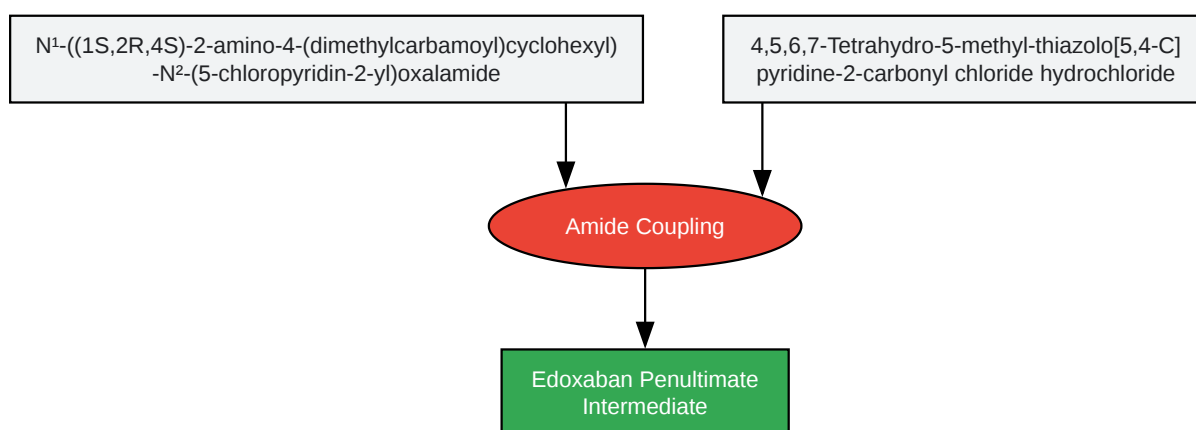 N¹-((1S,2R,4S)-2-amino-4-(dimethylcarbamoyl)cyclohexyl)
-N²-(5-chloropyridin-2-yl)oxalamide
4,5,6,7-Tetrahydro-5-methyl-thiazolo[5,4-C]
pyridine-2-carbonyl chloride hydrochloride
Amide Coupling
Edoxaban Penultimate
Intermediate